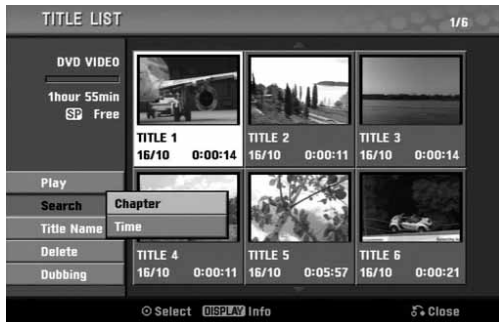 TITLE LIST
1/6
DVD VIDEO
1hour 55min
SP Free
TITLE 1
16/10 0:00:14
TITLE 2
16/10 0:00:11
TITLE 3
16/10 0:00:14
Play
Search
Title Name
Delete
Dubbing
Chapter
Time
TITLE 4
16/10 0:00:11
TITLE 5
16/10 0:05:57
TITLE 6
16/10 0:00:21
Select DISPLAY Info
Close